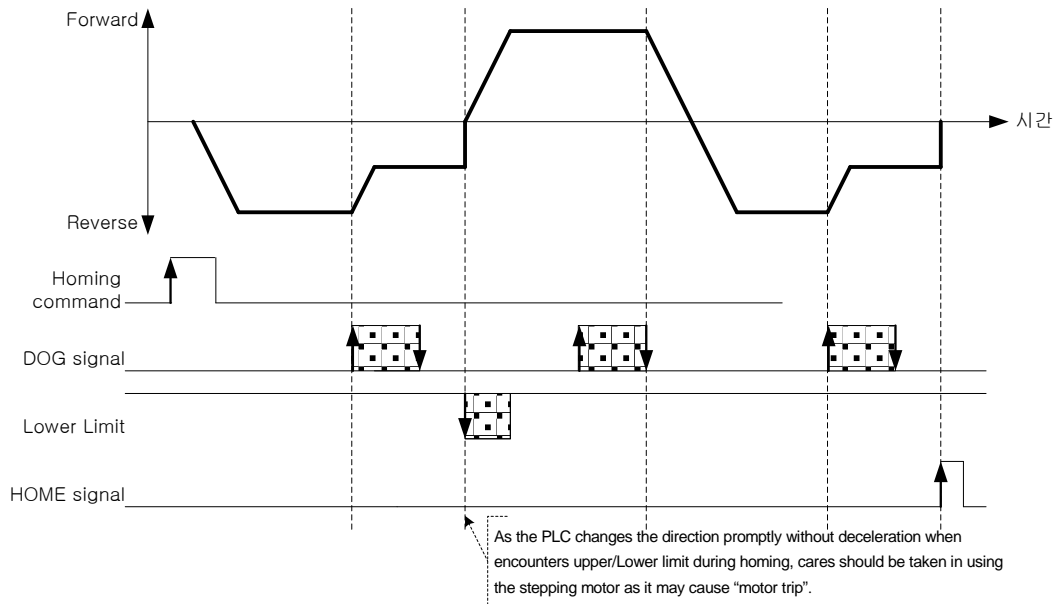 Forward
시간
Reverse
Homing
command
DOG signal
Lower Limit
HOME signal
As the PLC changes the direction promptly without deceleration when
encounters upper/Lower limit during homing, cares should be taken in using
the stepping motor as it may cause “motor trip”.